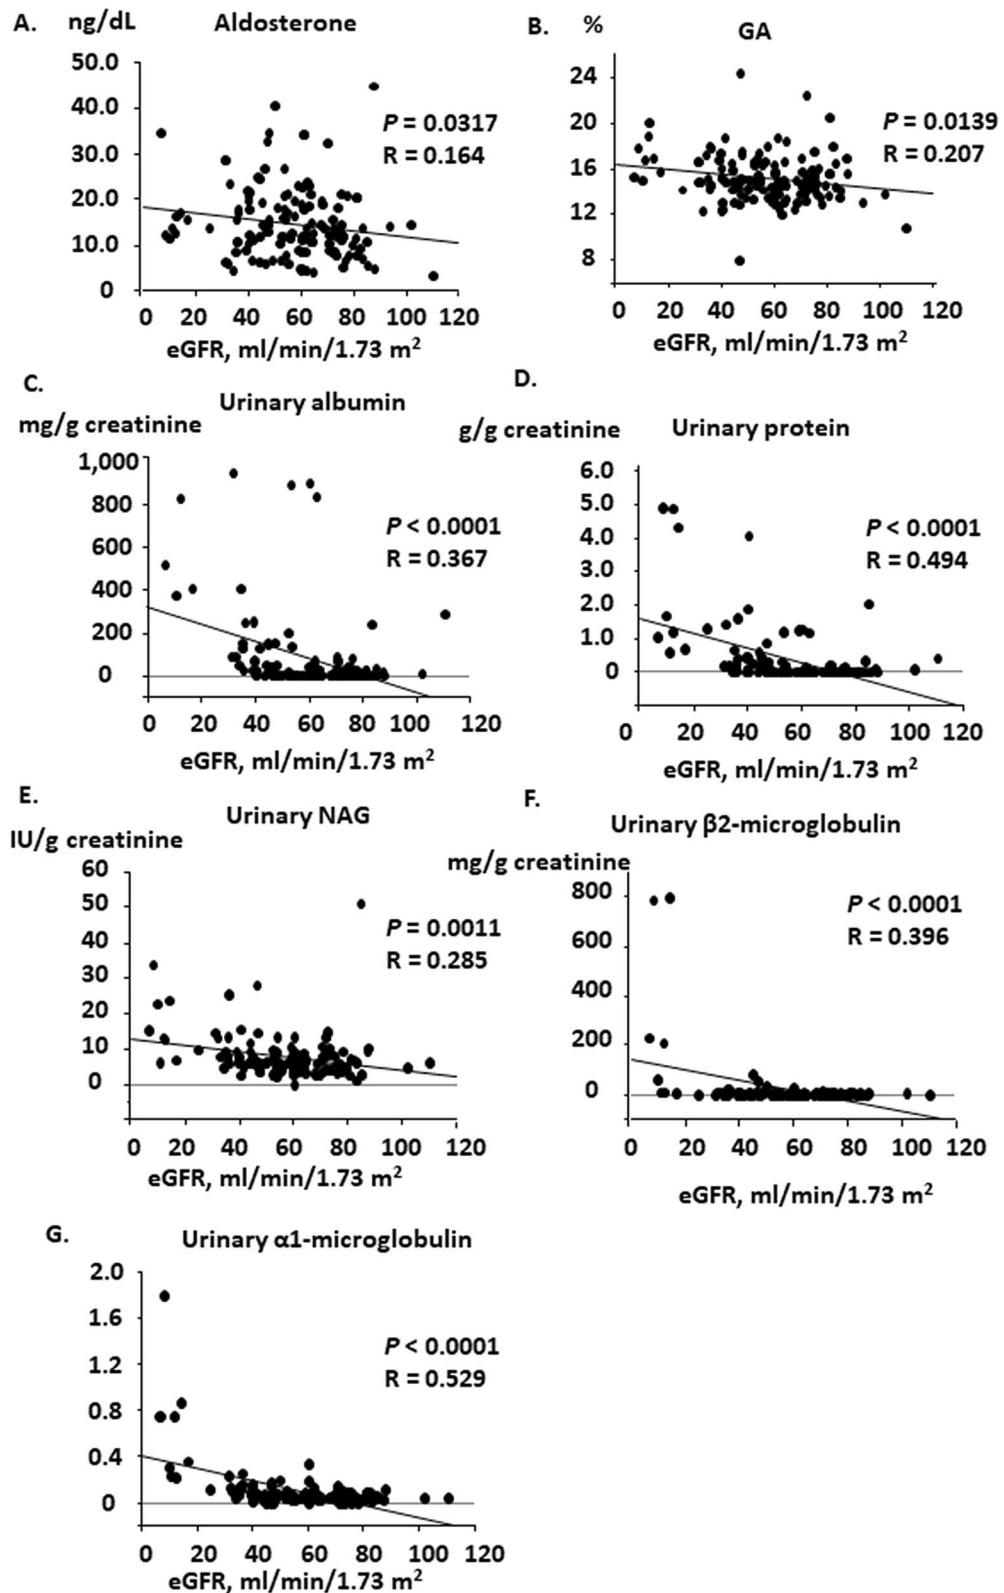 A. ng/dL Aldosterone
50.0
40.0
30.0
20.0
10.0
0
P = 0.0317
R = 0.164
0 20 40 60 80 100 120
eGFR, ml/min/1.73 m²
B. % GA
24
20
16
12
8
P = 0.0139
R = 0.207
0 20 40 60 80 100 120
eGFR, ml/min/1.73 m²
C.
Urinary albumin
mg/g creatinine
1,000
800
600
400
200
0
P < 0.0001
R = 0.367
0 20 40 60 80 100 120
eGFR, ml/min/1.73 m²
D.
g/g creatinine Urinary protein
6.0
5.0
4.0
3.0
2.0
1.0
0
P < 0.0001
R = 0.494
0 20 40 60 80 100 120
eGFR, ml/min/1.73 m²
E.
Urinary NAG
IU/g creatinine
60
50
40
30
20
10
0
P = 0.0011
R = 0.285
0 20 40 60 80 100 120
eGFR, ml/min/1.73 m²
F.
Urinary β2-microglobulin
mg/g creatinine
800
600
400
200
0
P < 0.0001
R = 0.396
0 20 40 60 80 100 120
eGFR, ml/min/1.73 m²
G.
Urinary α1-microglobulin
2.0
1.6
1.2
0.8
0.4
0
P < 0.0001
R = 0.529
0 20 40 60 80 100 120
eGFR, ml/min/1.73 m²